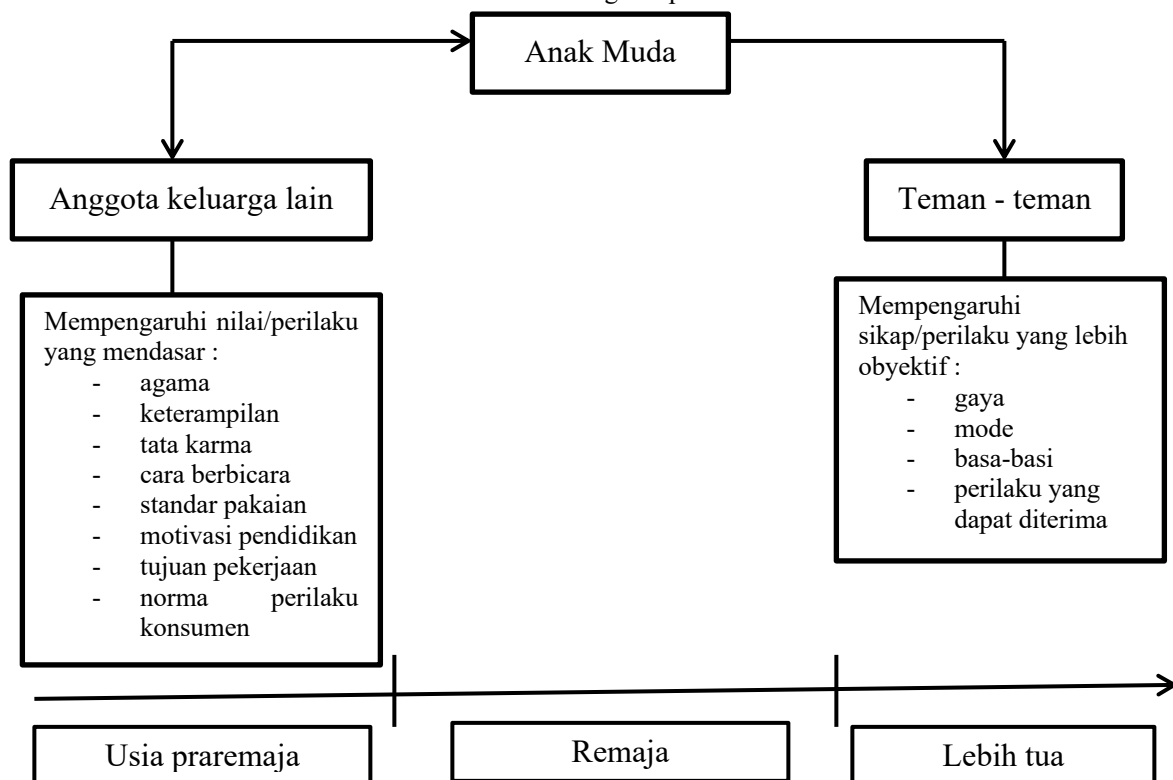 Anak Muda
Anggota keluarga lain
Teman - teman
Mempengaruhi nilai/perilaku
yang mendasar :
- agama
- keterampilan
- tata karma
- cara berbicara
- standar pakaian
- motivasi pendidikan
- tujuan pekerjaan
- norma perilaku
konsumen
Mempengaruhi
sikap/perilaku yang lebih
obyektif :
- gaya
- mode
- basa-basi
- perilaku yang
dapat diterima
Usia praremaja
Remaja
Lebih tua